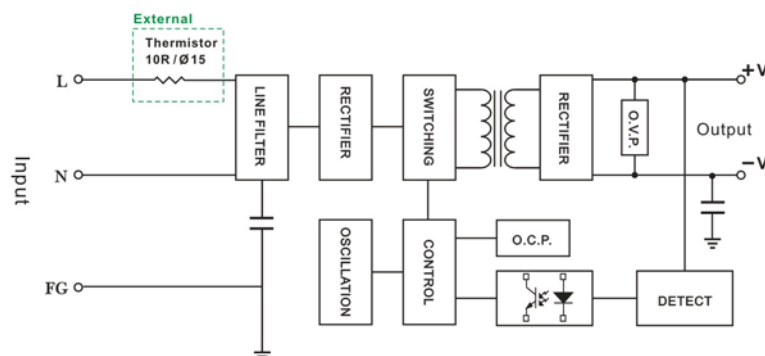 External
Thermistor
10R/Ø15
L
N
FG
Input
LINE FILTER
RECTIFIER
SWITCHING
RECTIFIER
O.V.P.
+V
Output
-V
OSCILLATION
CONTROL
O.C.P.
DETECT